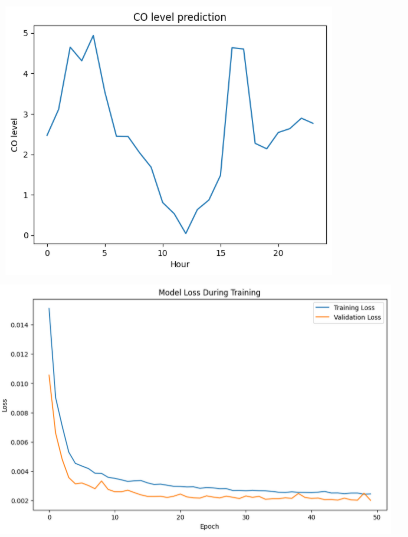 CO level prediction
5
4
3
2
1
0
CO level
0 5 10 15 20
Hour
Model Loss During Training
Training Loss
Validation Loss
0.014
0.012
0.010
0.008
0.006
0.004
0.002
Loss
0 10 20 30 40 50
Epoch